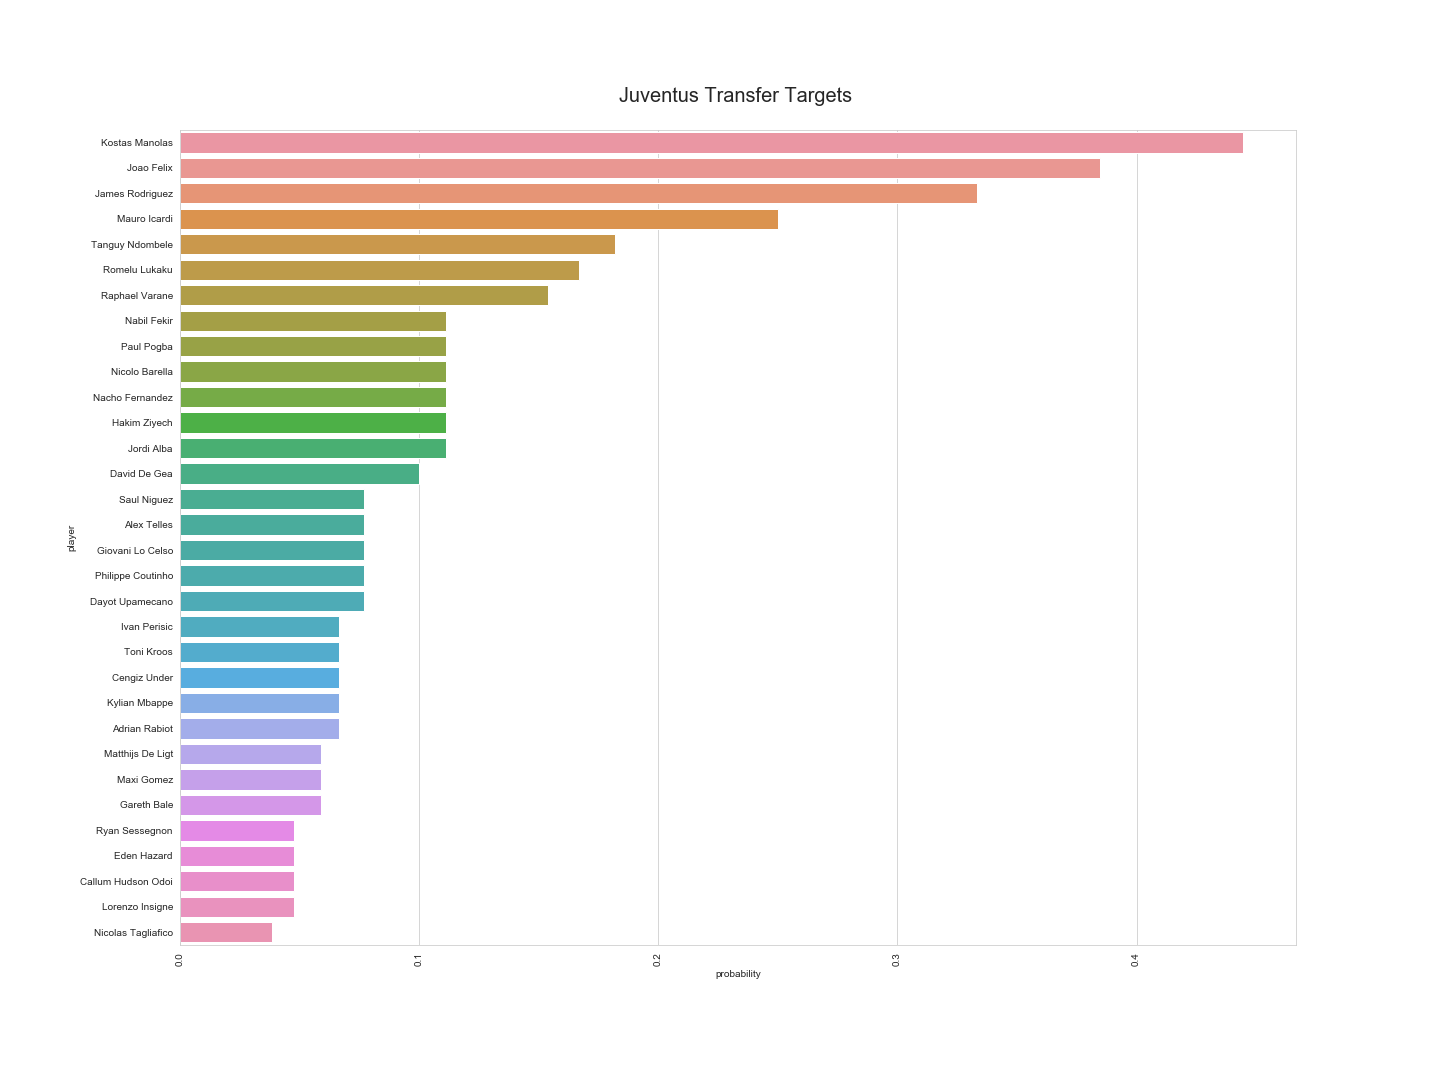 Juventus Transfer Targets
Kostas Manolas
Joao Felix
James Rodriguez
Mauro Icardi
Tanguy Ndombele
Romelu Lukaku
Raphael Varane
Nabil Fekir
Paul Pogba
Nicolo Barella
Nacho Fernandez
Hakim Ziyech
Jordi Alba
David De Gea
Saul Niguez
Alex Telles
player
Giovani Lo Celso
Philippe Coutinho
Dayot Upamecano
Ivan Perisic
Toni Kroos
Cengiz Under
Kylian Mbappe
Adrian Rabiot
Matthijs De Ligt
Maxi Gomez
Gareth Bale
Ryan Sessegnon
Eden Hazard
Callum Hudson Odoi
Lorenzo Insigne
Nicolas Tagliafico
0.0 0.1 0.2 0.3 0.4
probability